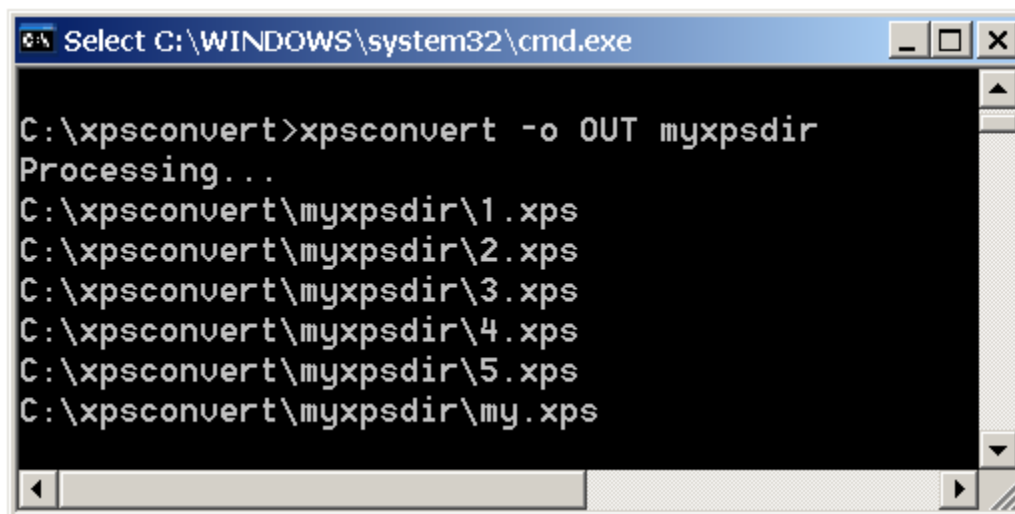 Select C:\WINDOWS\system32\cmd.exe
C:\xpsconvert>xpsconvert -o OUT myxpsdir
Processing...
C:\xpsconvert\myxpsdir\1.xps
C:\xpsconvert\myxpsdir\2.xps
C:\xpsconvert\myxpsdir\3.xps
C:\xpsconvert\myxpsdir\4.xps
C:\xpsconvert\myxpsdir\5.xps
C:\xpsconvert\myxpsdir\my.xps